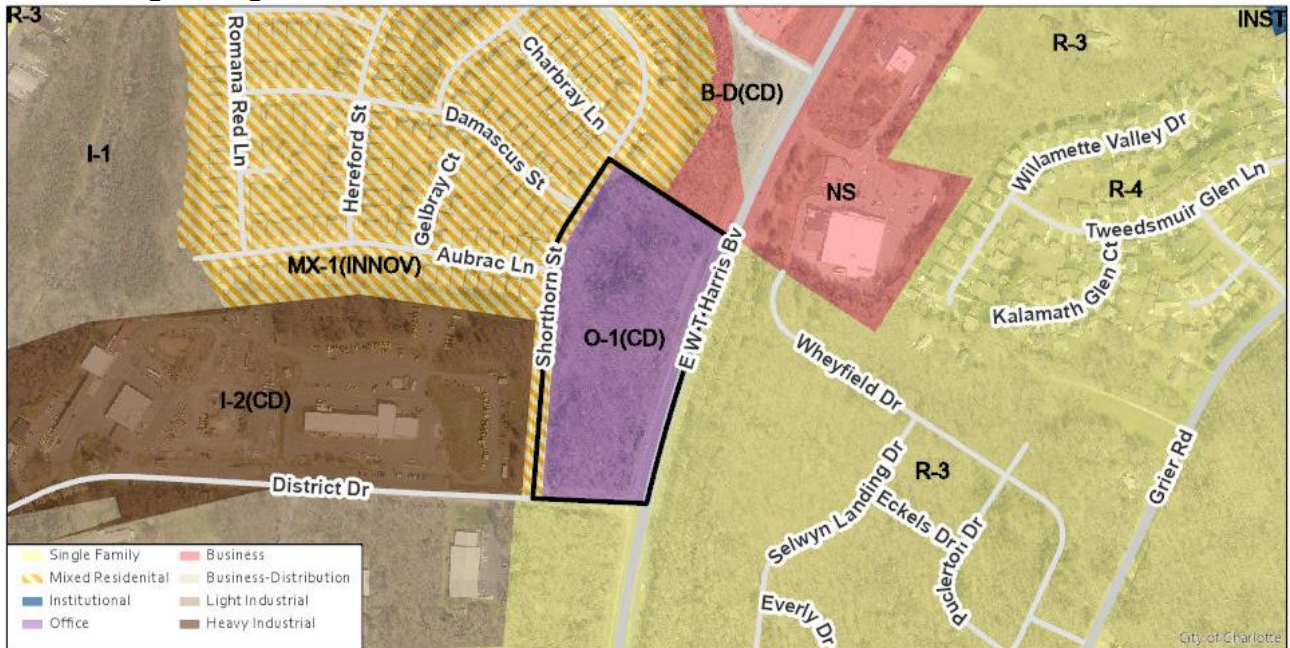 R-3
INST
R-3
Romana Red Ln
Charbray Ln
B-D(CD)
Hereford St
Damascus St
I-1
Willamette Valley Dr
R-4
Gelbray Ct
NS
Tweedsmuir Glen Ln
Aubrac Ln
MX-1(INNOV)
E W.T. Harris Bv
Kalamath Glen Ct
Shorthorn St
O-1(CD)
Wheyfield Dr
I-2(CD)
Grier Rd
District Dr
R-3
Selwyn Landing Dr
Eckels Dr
Punclerton Dr
Everly Dr
Single Family
Business
Mixed Residenital
Business-Distribution
Institutional
Light Industrial
Office
Heavy Industrial
City of Charlotte